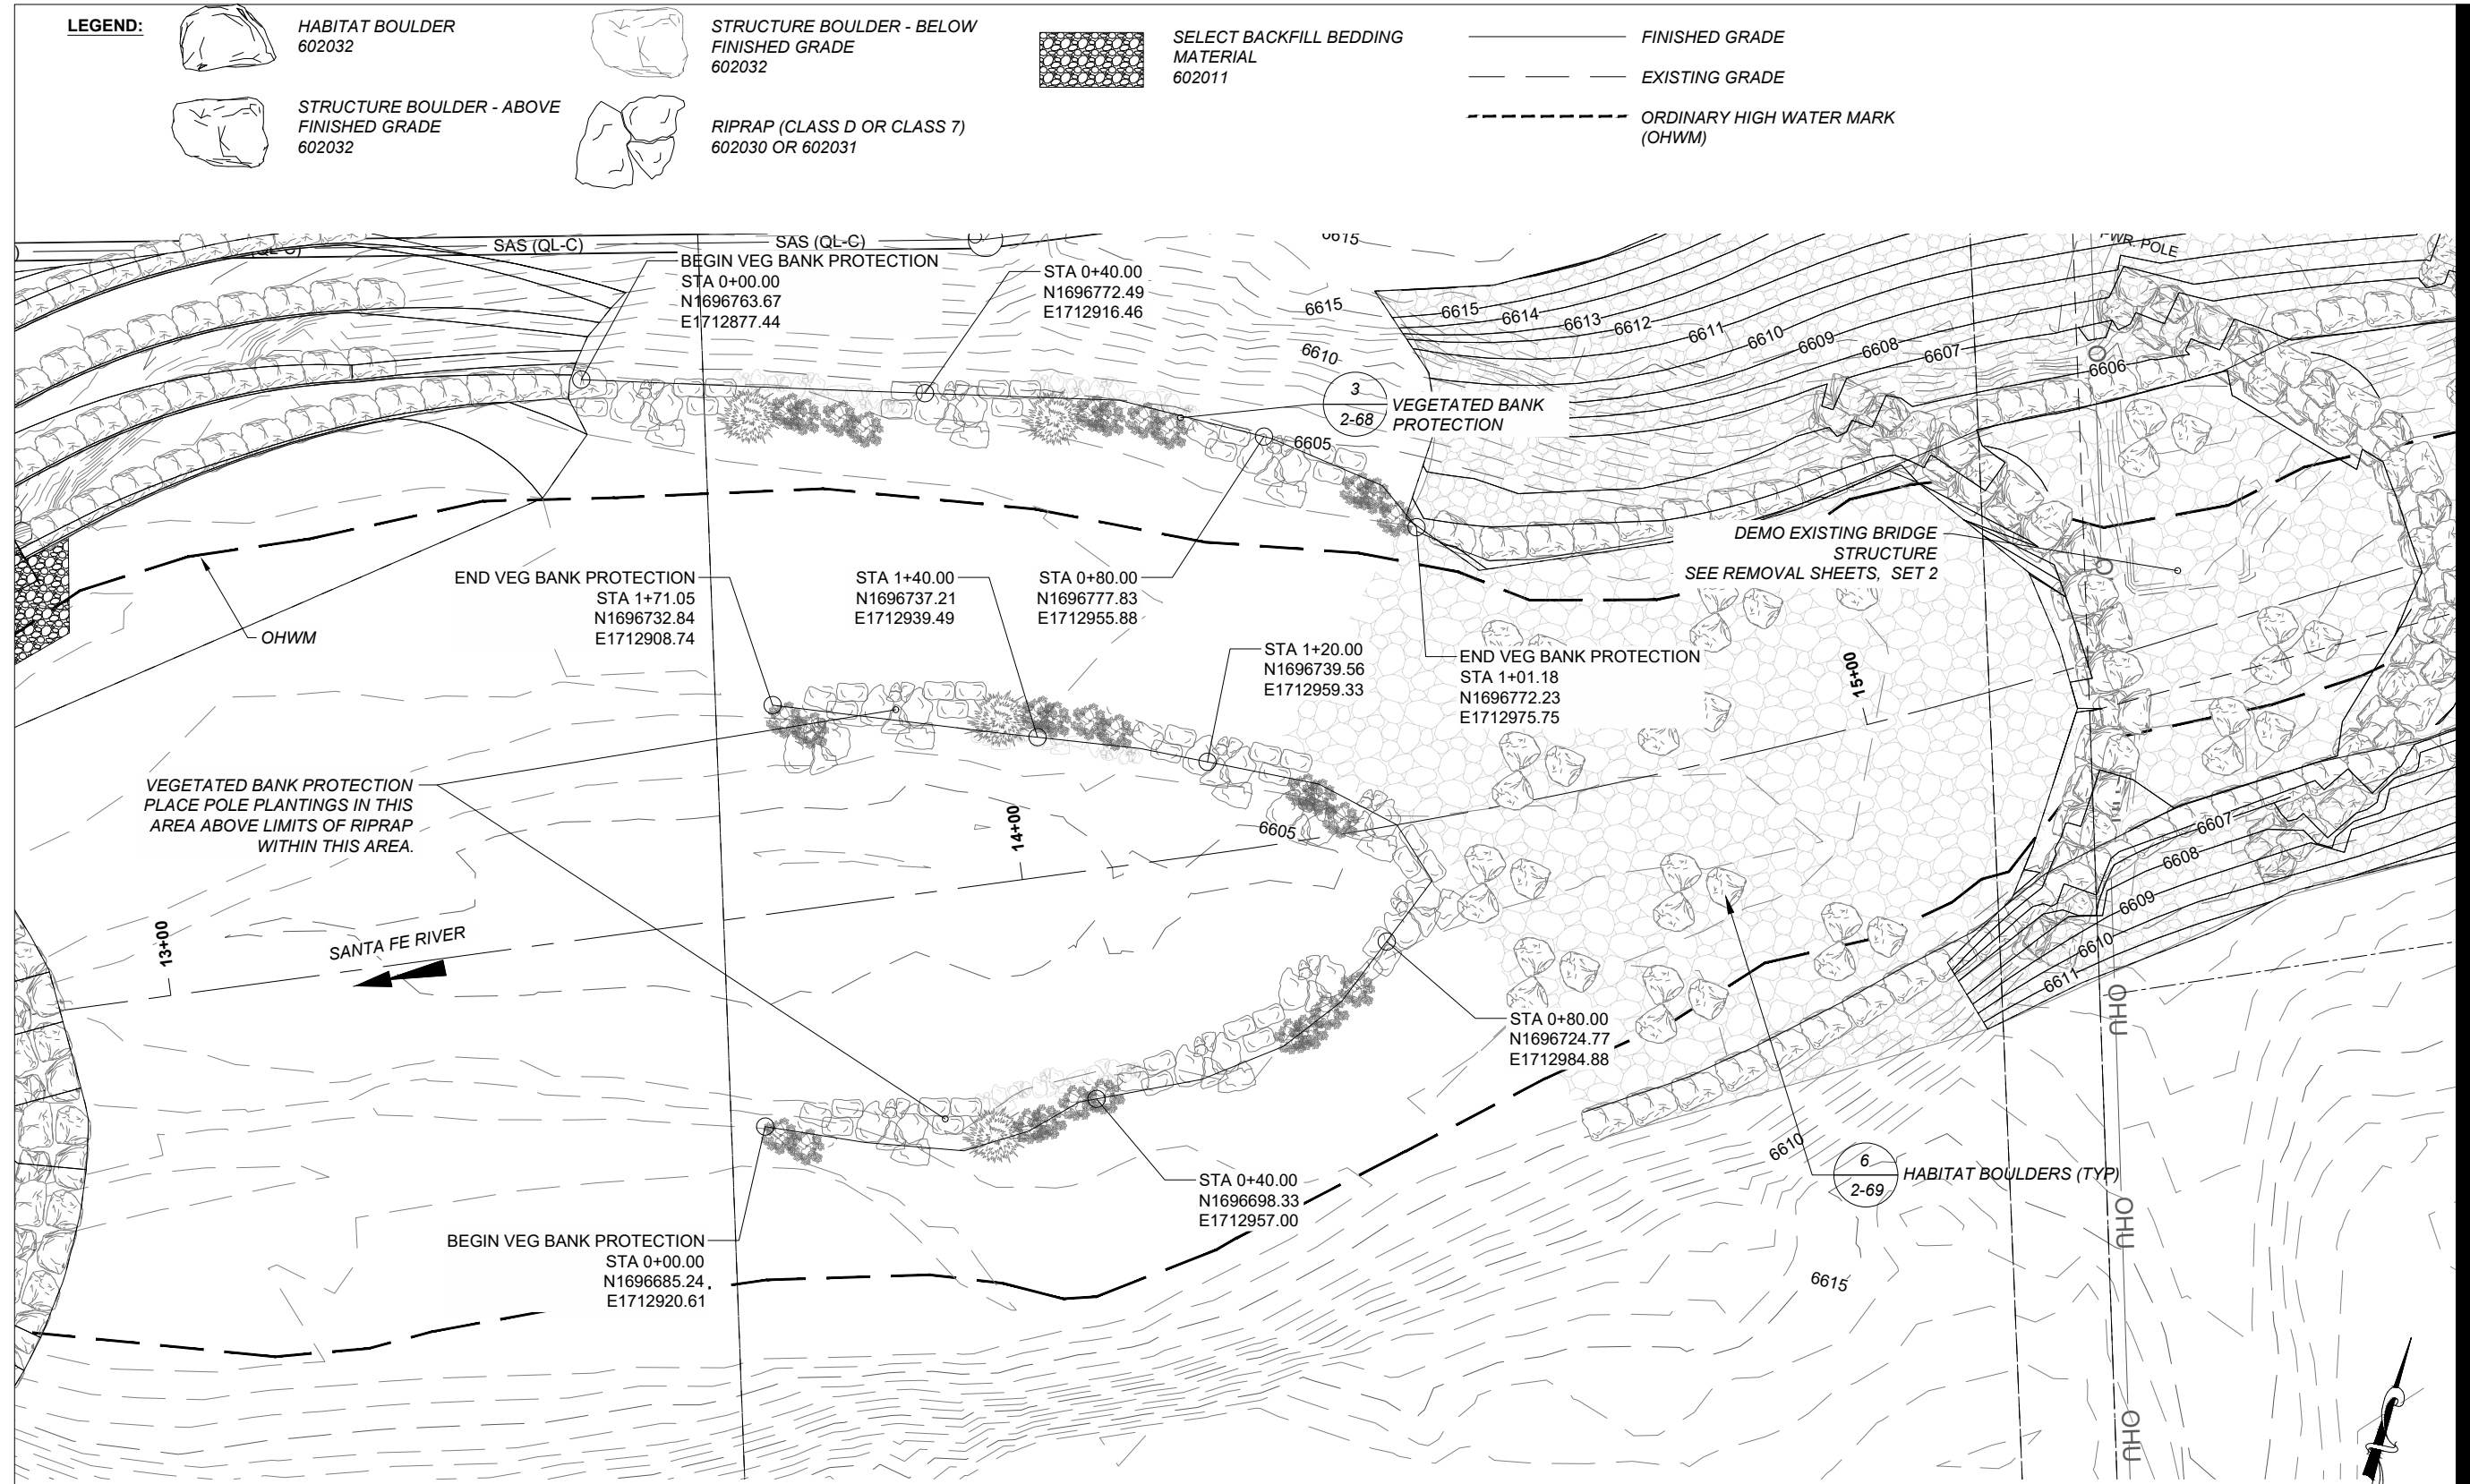 LEGEND:
HABITAT BOULDER
602032
STRUCTURE BOULDER - ABOVE
FINISHED GRADE
602032
STRUCTURE BOULDER - BELOW
FINISHED GRADE
602032
RIPRAP (CLASS D OR CLASS 7)
602030 OR 602031
SELECT BACKFILL BEDDING
MATERIAL
602011
FINISHED GRADE
EXISTING GRADE
ORDINARY HIGH WATER MARK
(OHWM)
SAS (QL-C)
SAS (QL-C)
BEGIN VEG BANK PROTECTION
STA 0+00.00
N1696763.67
E1712877.44
STA 0+40.00
N1696772.49
E1712916.46
6615
6615
6610
6605
3
2-68
VEGETATED BANK
PROTECTION
6615
6614
6613
6612
6611
6610
6609
6608
6607
6606
PWR. POLE
DEMO EXISTING BRIDGE
STRUCTURE
SEE REMOVAL SHEETS, SET 2
END VEG BANK PROTECTION
STA 1+71.05
N1696732.84
E1712908.74
STA 1+40.00
N1696737.21
E1712939.49
STA 0+80.00
N1696777.83
E1712955.88
OHWM
STA 1+20.00
N1696739.56
E1712959.33
END VEG BANK PROTECTION
STA 1+01.18
N1696772.23
E1712975.75
15+00
VEGETATED BANK PROTECTION
PLACE POLE PLANTINGS IN THIS
AREA ABOVE LIMITS OF RIPRAP
WITHIN THIS AREA.
14+00
6605
13+00
SANTA FE RIVER
6607
6608
6609
6610
6611
OHU
STA 0+80.00
N1696724.77
E1712984.88
6610
6
2-69
HABITAT BOULDERS (TYP)
STA 0+40.00
N1696698.33
E1712957.00
OHU
BEGIN VEG BANK PROTECTION
STA 0+00.00
N1696685.24
E1712920.61
6615
OHU